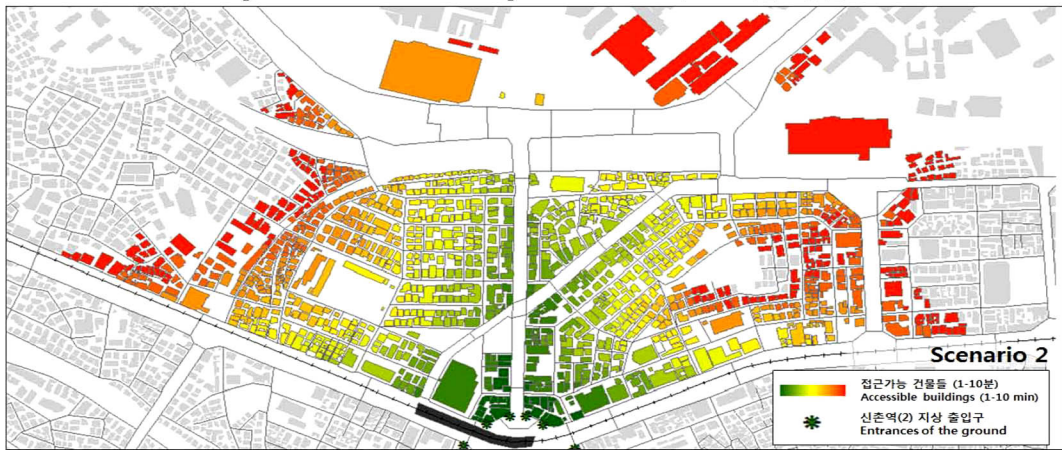 Scenario 2
접근가능 건물들 (1-10분)
Accessible buildings (1-10 min)
신촌역(2) 지상 출입구
Entrances of the ground